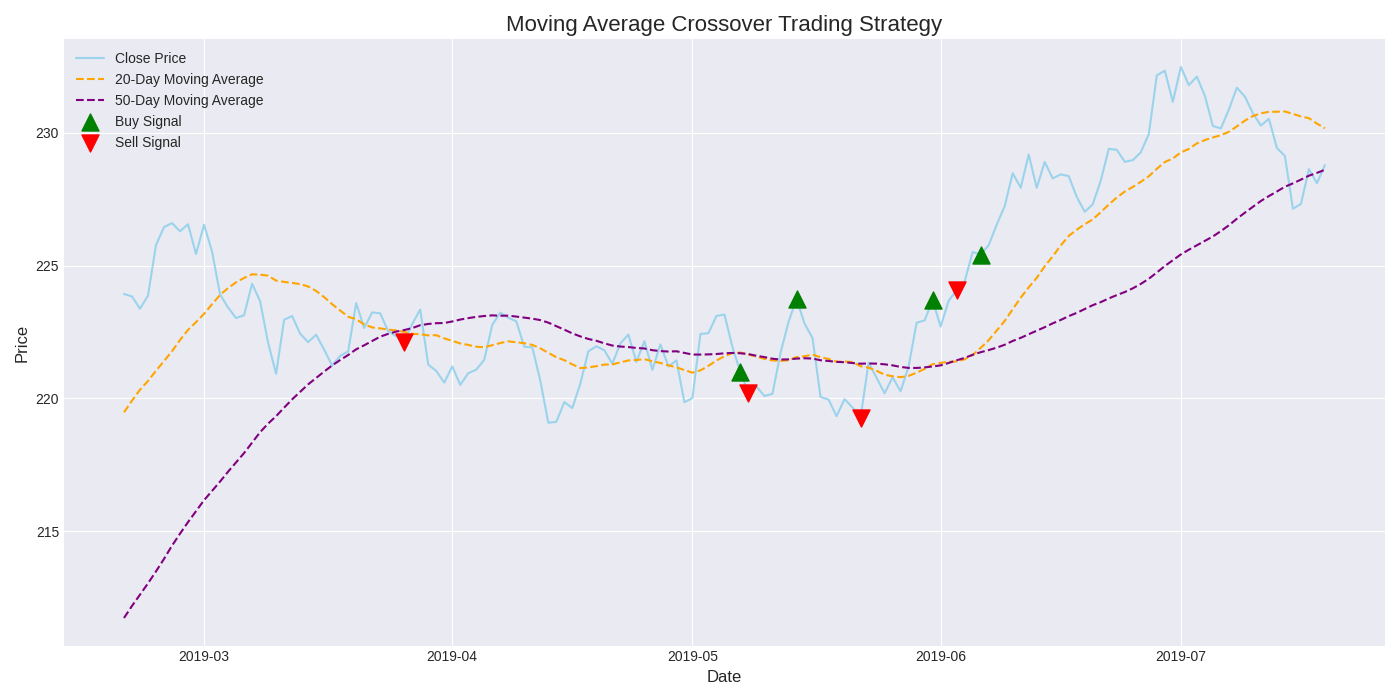 Moving Average Crossover Trading Strategy
Close Price
20-Day Moving Average
50-Day Moving Average
Buy Signal
Sell Signal
Price
230
225
220
215
2019-03
2019-04
2019-05
2019-06
2019-07
Date